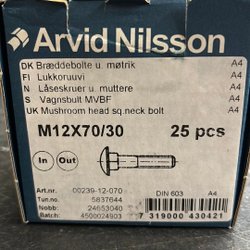 Arvid Nilsson
DK Bræddebolte u. møtrik A4
FI Lukkoruuvi A4
N Låseskruer u. muttere A4
S Vagnsbult MVBF A4
UK Mushroom head sq.neck bolt A4
M12X70/30 25 pcs
In Out
Art.nr: 00239-12-070 DIN 603 A4
Tun.no: 5837644
Nobb: 24653040
Batch: 4500024803
7 319000 430421